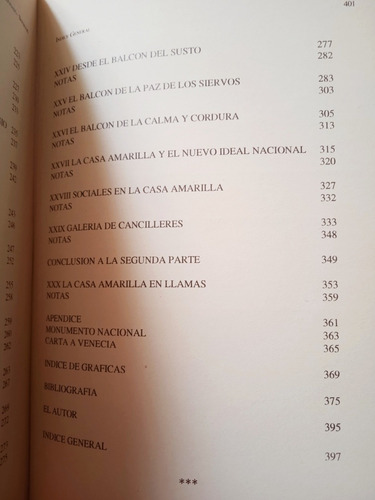 401
INDICE GENERAL
XXIV DESDE EL BALCON DEL SUSTO 277
NOTAS 282
XXV EL BALCON DE LA PAZ DE LOS SIERVOS 283
NOTAS 303
XXVI EL BALCON DE LA CALMA Y CORDURA 305
NOTAS 313
XXVII LA CASA AMARILLA Y EL NUEVO IDEAL NACIONAL 315
NOTAS 320
XXVIII SOCIALES EN LA CASA AMARILLA 327
NOTAS 332
XXIX GALERIA DE CANCILLERES 333
NOTAS 348
CONCLUSION A LA SEGUNDA PARTE 349
XXX LA CASA AMARILLA EN LLAMAS 353
NOTAS 359
APENDICE 361
MONUMENTO NACIONAL 363
CARTA A VENECIA 365
INDICE DE GRAFICAS 369
BIBLIOGRAFIA 375
EL AUTOR 395
INDICE GENERAL 397
***